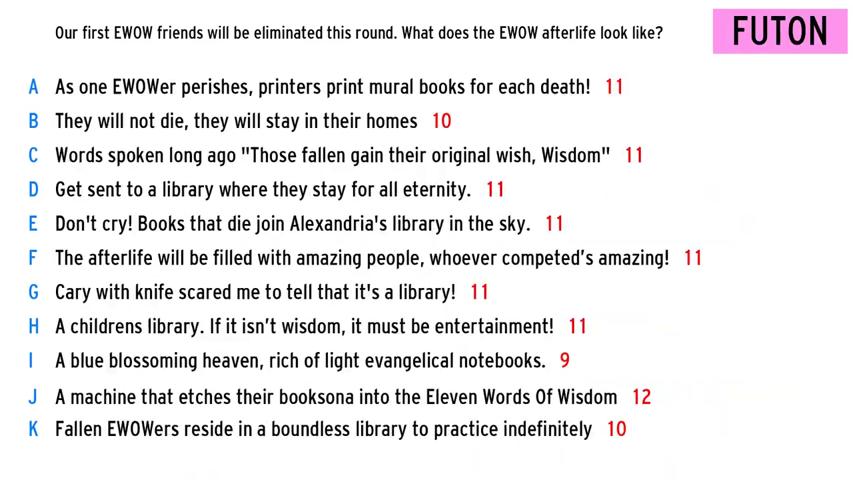 Our first EWOW friends will be eliminated this round. What does the EWOW afterlife look like?
FUTON
A As one EWOWer perishes, printers print mural books for each death! 11
B They will not die, they will stay in their homes 10
C Words spoken long ago "Those fallen gain their original wish, Wisdom" 11
D Get sent to a library where they stay for all eternity. 11
E Don't cry! Books that die join Alexandria's library in the sky. 11
F The afterlife will be filled with amazing people, whoever competed’s amazing! 11
G Cary with knife scared me to tell that it's a library! 11
H A childrens library. If it isn’t wisdom, it must be entertainment! 11
I A blue blossoming heaven, rich of light evangelical notebooks. 9
J A machine that etches their booksona into the Eleven Words Of Wisdom 12
K Fallen EWOWers reside in a boundless library to practice indefinitely 10